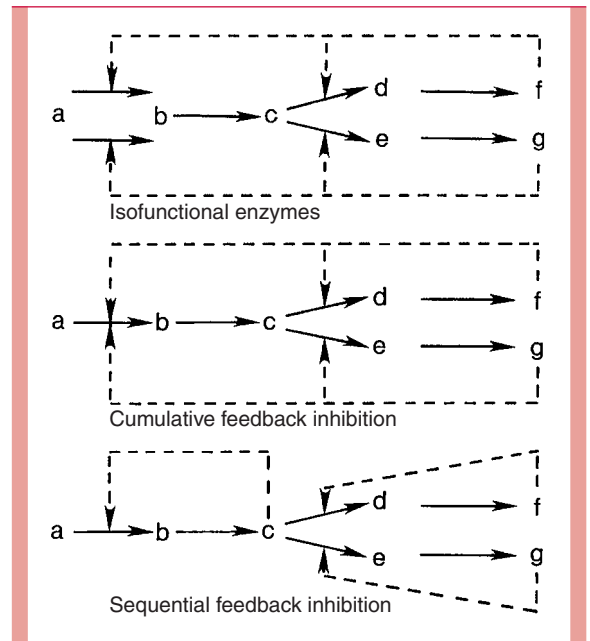 d f
a b c
e g
Isofunctional enzymes
d f
a b c
e g
Cumulative feedback inhibition
d f
a b c
e g
Sequential feedback inhibition